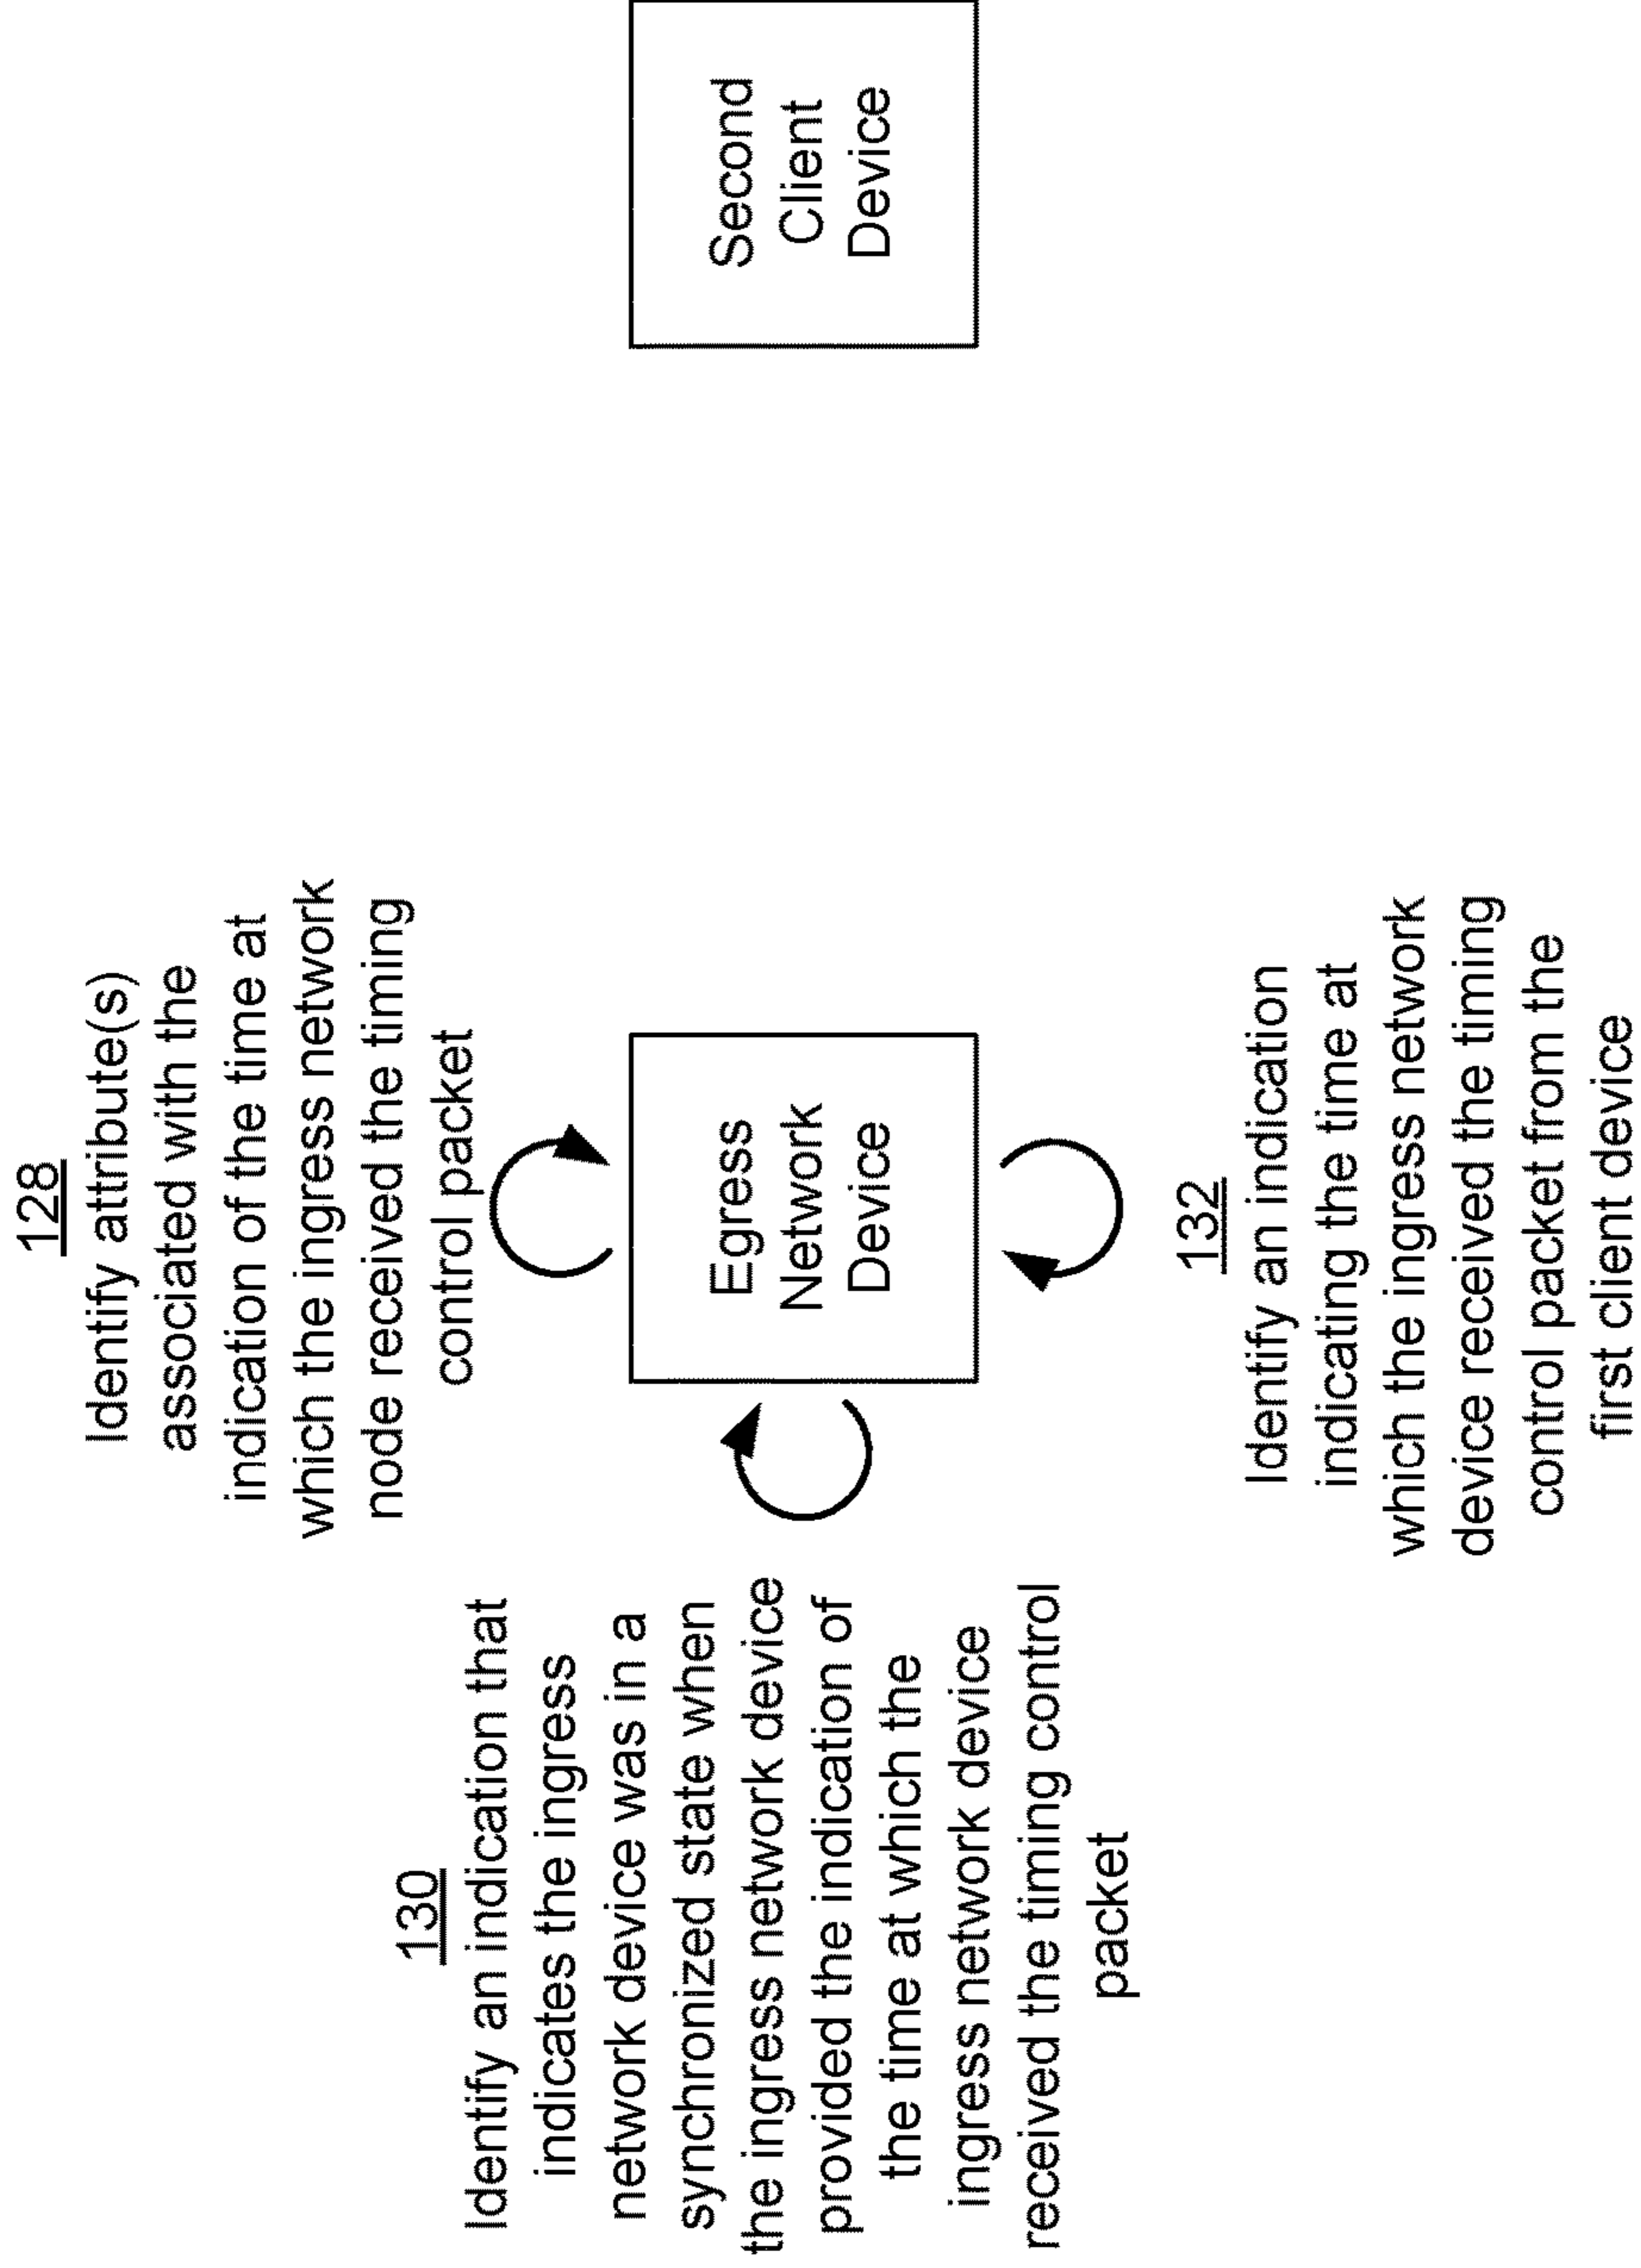 128
Identify attribute(s)
associated with the
indication of the time at
which the ingress network
node received the timing
control packet
130
Identify an indication that
indicates the ingress
network device was in a
synchronized state when
the ingress network device
provided the indication of
the time at which the
ingress network device
received the timing control
packet
Egress
Network
Device
Second
Client
Device
132
Identify an indication
indicating the time at
which the ingress network
device received the timing
control packet from the
first client device